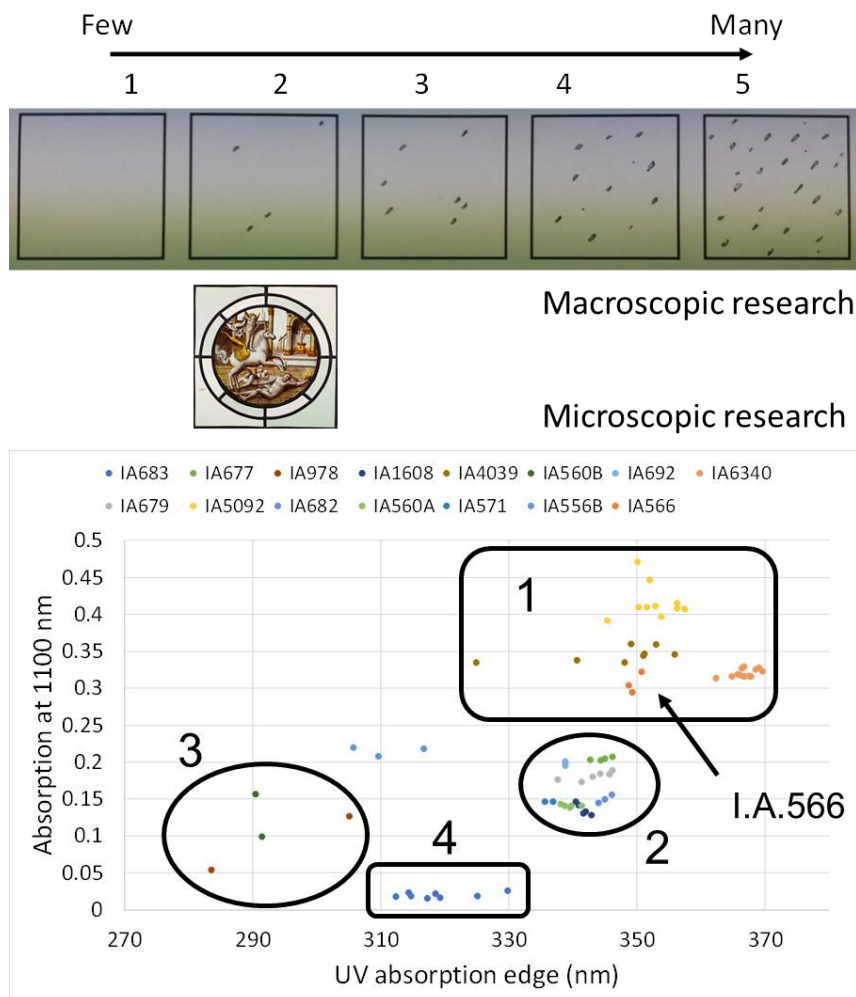 Few Many
1 2 3 4 5
Macroscopic research
Microscopic research
IA683 IA677 IA978 IA1608 IA4039 IA560B IA692 IA6340
IA679 IA5092 IA682 IA560A IA571 IA556B IA566
Absorption at 1100 nm
0.5
0.45
0.4
0.35
0.3
0.25
0.2
0.15
0.1
0.05
0
1
3
I.A.566
2
4
270 290 310 330 350 370
UV absorption edge (nm)